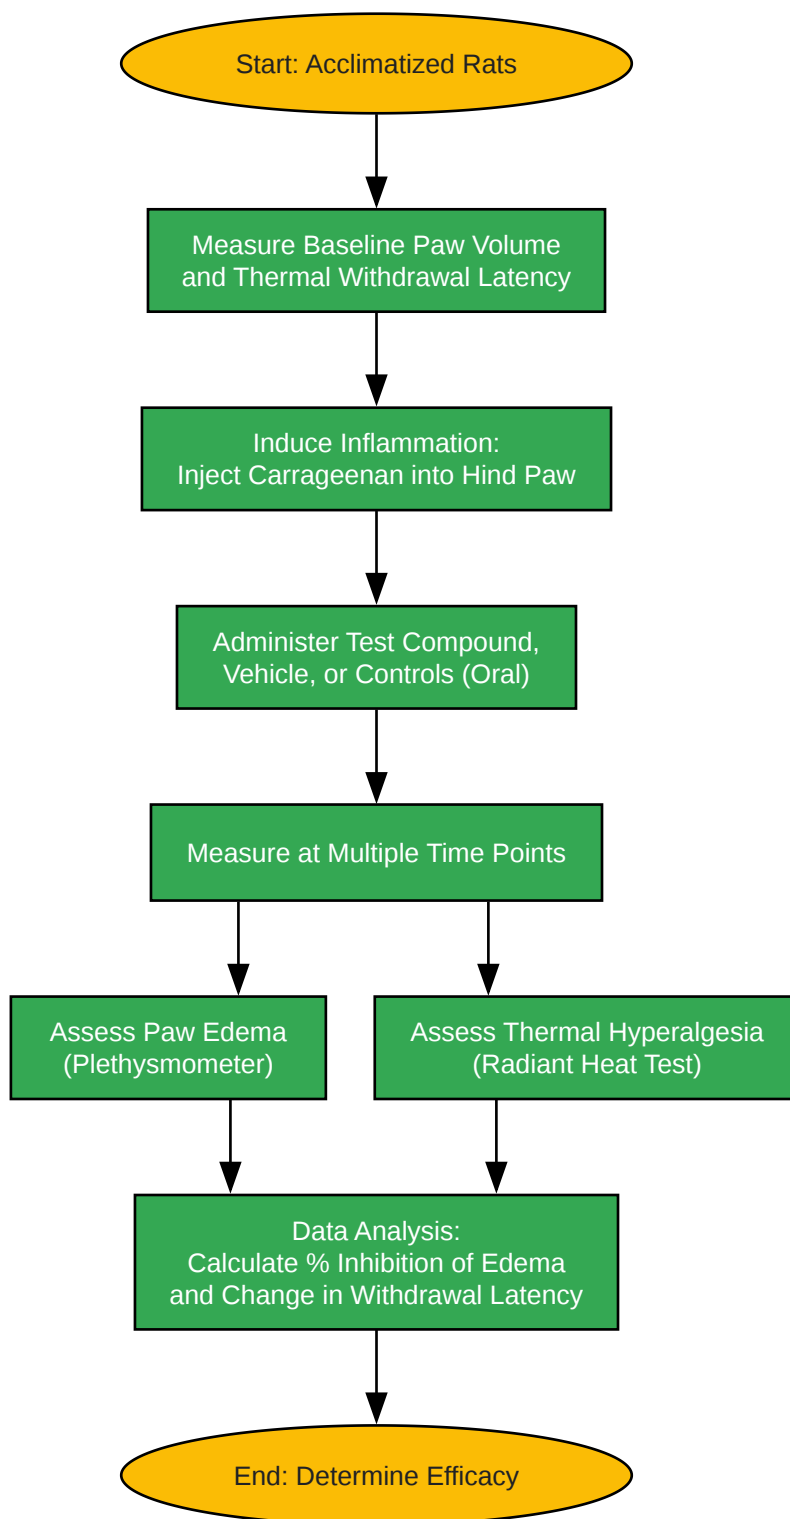 Start: Acclimatized Rats
Measure Baseline Paw Volume
and Thermal Withdrawal Latency
Induce Inflammation:
Inject Carrageenan into Hind Paw
Administer Test Compound,
Vehicle, or Controls (Oral)
Measure at Multiple Time Points
Assess Paw Edema
(Plethysmometer)
Assess Thermal Hyperalgesia
(Radiant Heat Test)
Data Analysis:
Calculate % Inhibition of Edema
and Change in Withdrawal Latency
End: Determine Efficacy